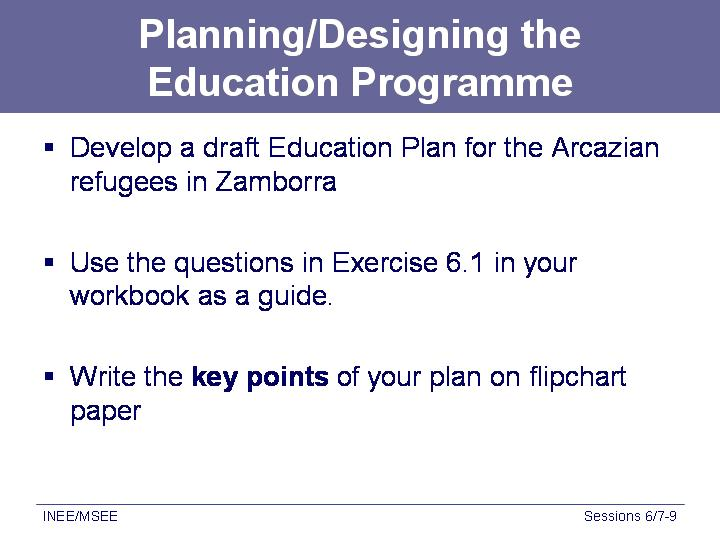 Planning/Designing the
Education Programme
▪ Develop a draft Education Plan for the Arcazian
refugees in Zamborra
▪ Use the questions in Exercise 6.1 in your
workbook as a guide.
▪ Write the key points of your plan on flipchart
paper
INEE/MSEE
Sessions 6/7-9